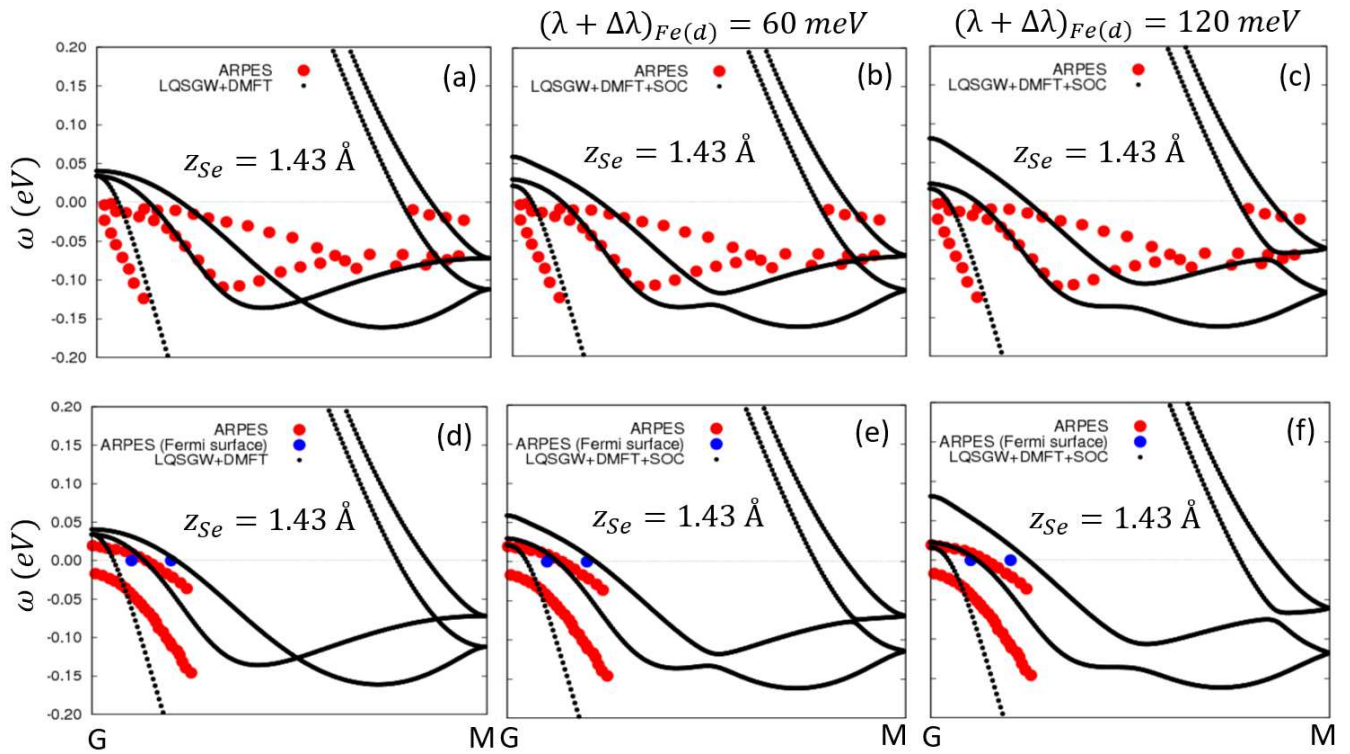 (λ + Δλ)Fe(d) = 60 meV
(λ + Δλ)Fe(d) = 120 meV
0.20
0.15
0.10
0.05
0.00
-0.05
-0.10
-0.15
-0.20
ω (eV)
ARPES
LQSGW+DMFT
(a)
zSe = 1.43 Å
ARPES
LQSGW+DMFT+SOC
(b)
zSe = 1.43 Å
ARPES
LQSGW+DMFT+SOC
(c)
zSe = 1.43 Å
0.20
0.15
0.10
0.05
0.00
-0.05
-0.10
-0.15
-0.20
ω (eV)
ARPES
ARPES (Fermi surface)
LQSGW+DMFT
(d)
zSe = 1.43 Å
ARPES
ARPES (Fermi surface)
LQSGW+DMFT+SOC
(e)
zSe = 1.43 Å
ARPES
ARPES (Fermi surface)
LQSGW+DMFT+SOC
(f)
zSe = 1.43 Å
G
M
G
M
G
M